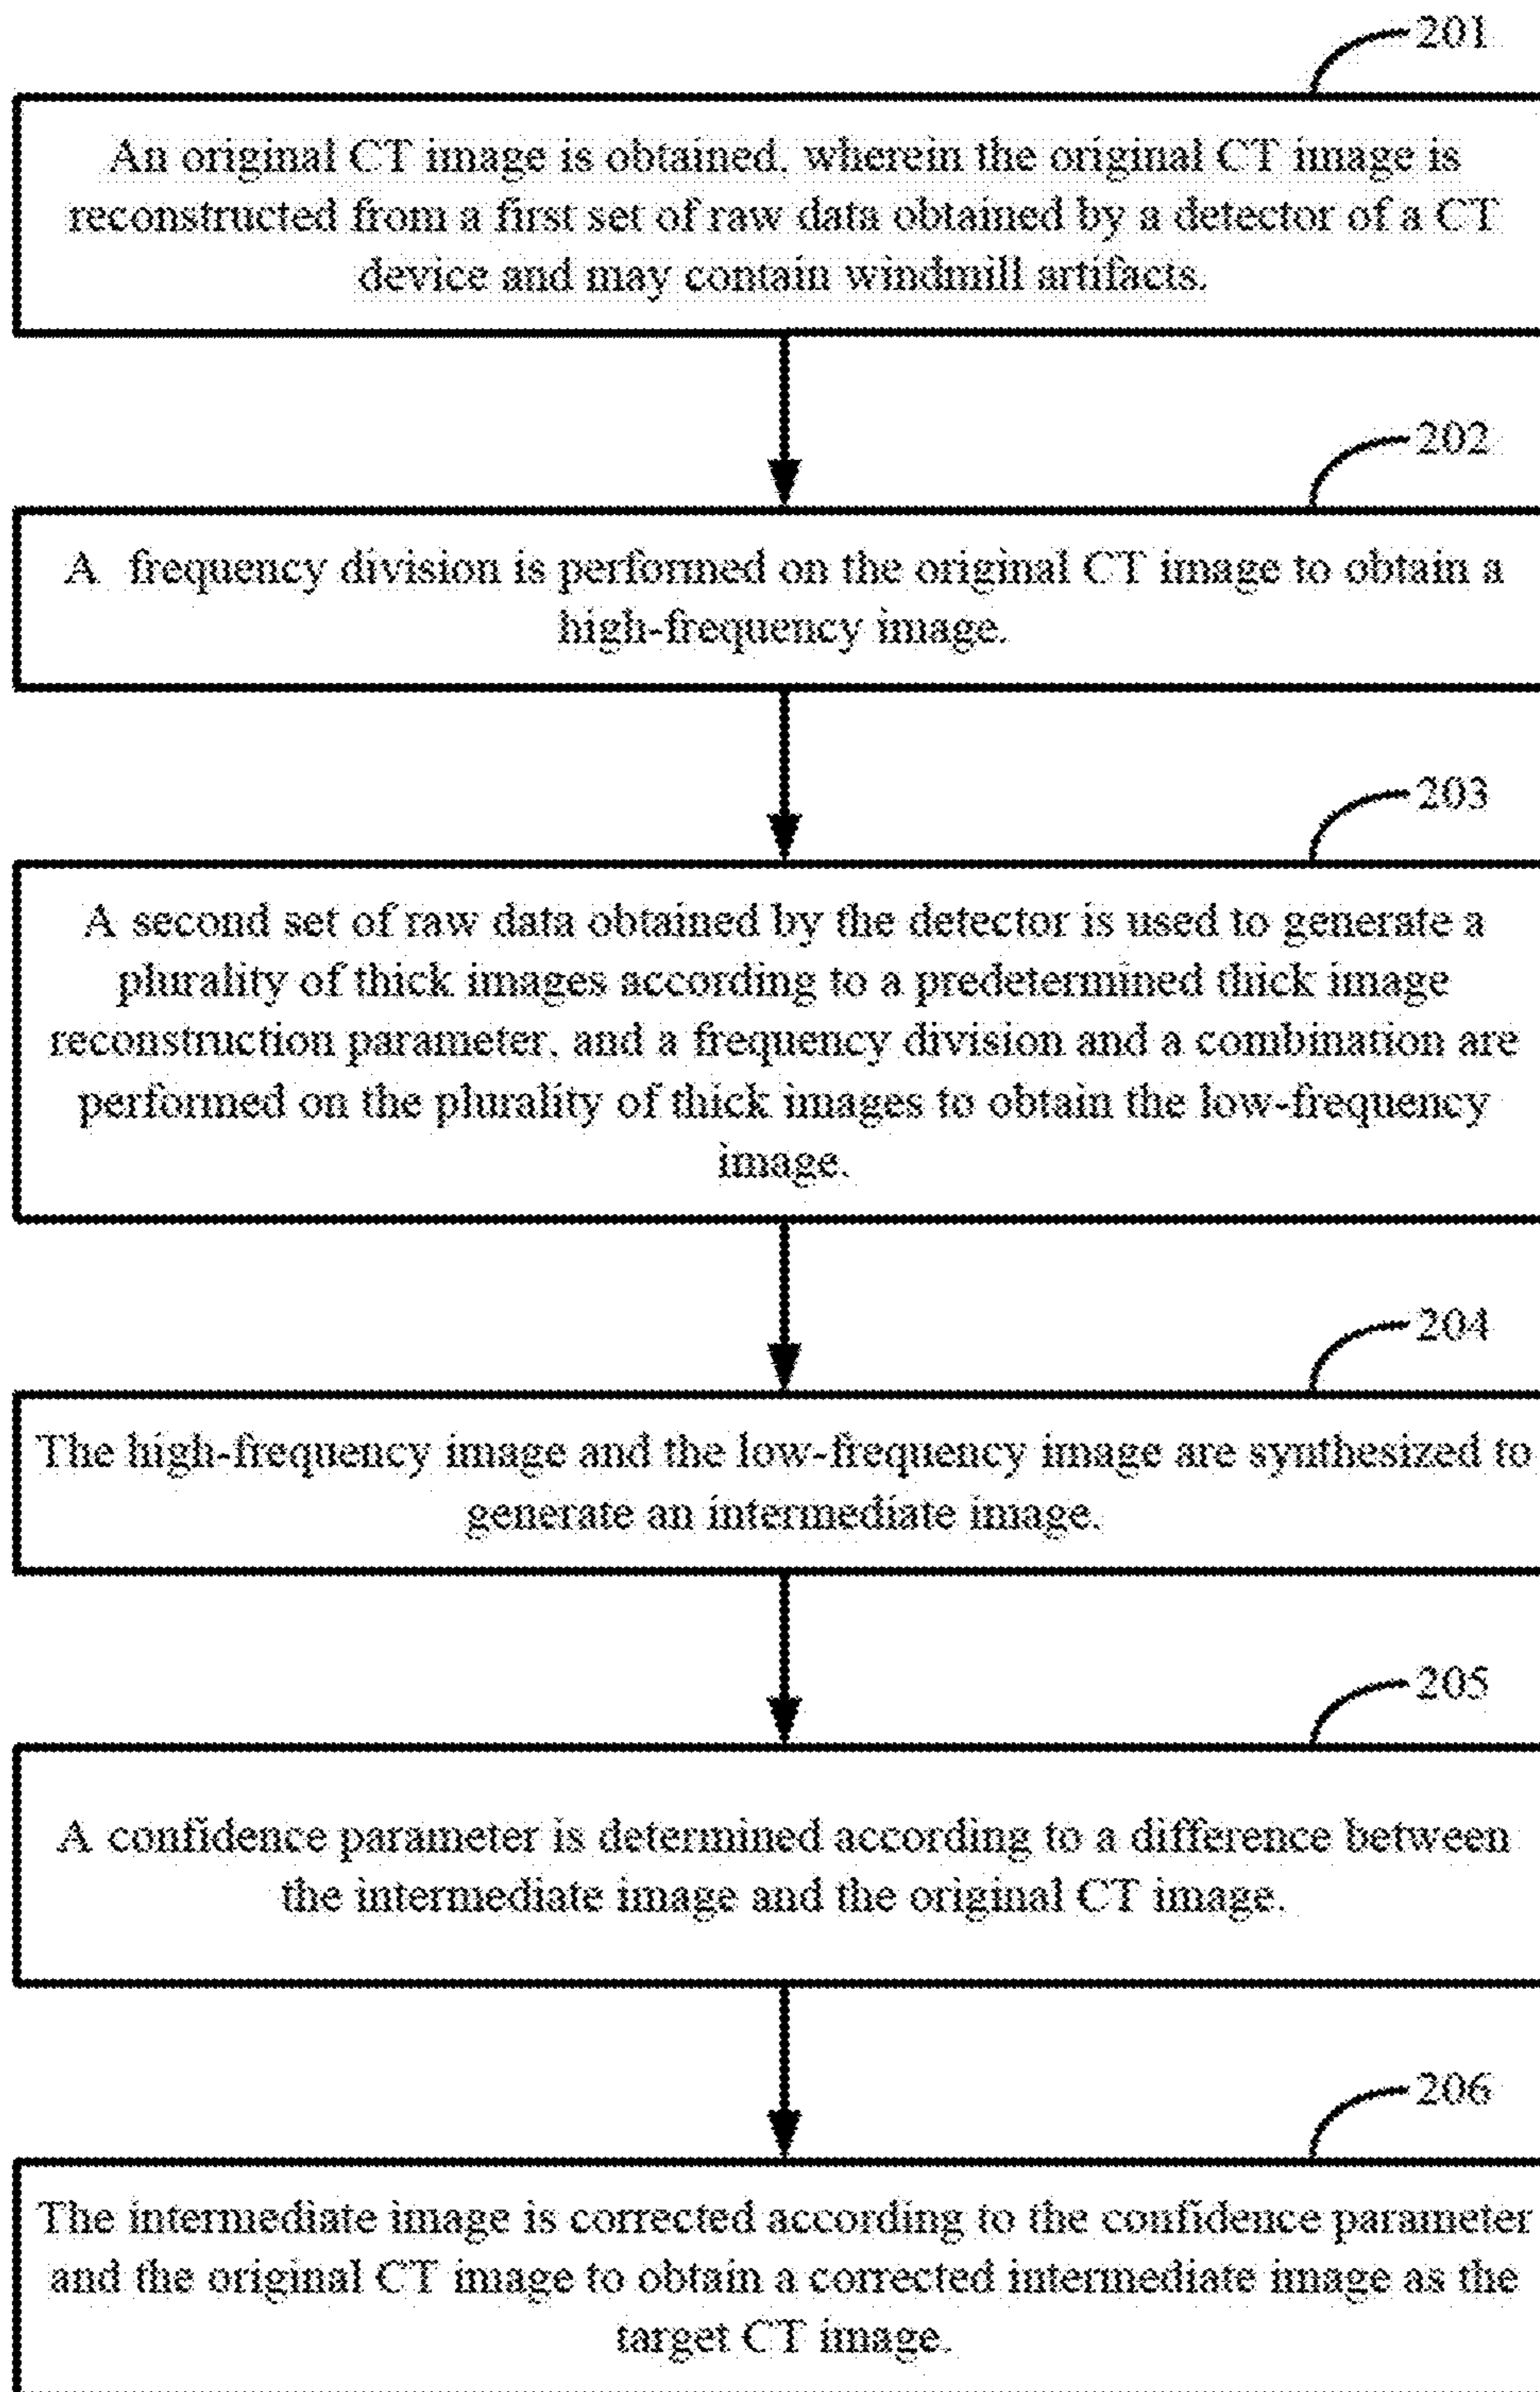 201
An original CT image is obtained, wherein the original CT image is
reconstructed from a first set of raw data obtained by a detector of a CT
device and may contain windmill artifacts.
202
A frequency division is performed on the original CT image to obtain a
high-frequency image.
203
A second set of raw data obtained by the detector is used to generate a
plurality of thick images according to a predetermined thick image
reconstruction parameter, and a frequency division and a combination are
performed on the plurality of thick images to obtain the low-frequency
image.
204
The high-frequency image and the low-frequency image are synthesized to
generate an intermediate image.
205
A confidence parameter is determined according to a difference between
the intermediate image and the original CT image.
206
The intermediate image is corrected according to the confidence parameter
and the original CT image to obtain a corrected intermediate image as the
target CT image.